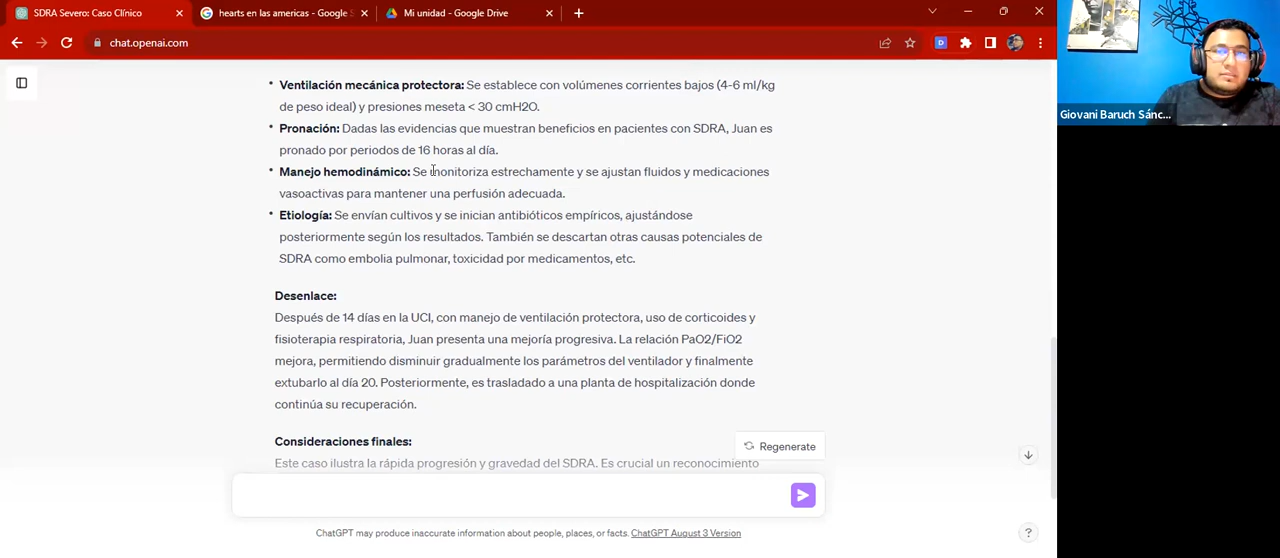 SDRA Severo: Caso Clínico
hearts en las americas - Google S
Mi unidad - Google Drive
chat.openai.com
Giovani Baruch Sánc...
• Ventilación mecánica protectora: Se establece con volúmenes corrientes bajos (4-6 ml/kg
de peso ideal) y presiones meseta < 30 cmH2O.
• Pronación: Dadas las evidencias que muestran beneficios en pacientes con SDRA, Juan es
pronado por periodos de 16 horas al día.
• Manejo hemodinámico: Se monitoriza estrechamente y se ajustan fluidos y medicaciones
vasoactivas para mantener una perfusión adecuada.
• Etiología: Se envían cultivos y se inician antibióticos empíricos, ajustándose
posteriormente según los resultados. También se descartan otras causas potenciales de
SDRA como embolia pulmonar, toxicidad por medicamentos, etc.
Desenlace:
Después de 14 días en la UCI, con manejo de ventilación protectora, uso de corticoides y
fisioterapia respiratoria, Juan presenta una mejoría progresiva. La relación PaO2/FiO2
mejora, permitiendo disminuir gradualmente los parámetros del ventilador y finalmente
extubarlo al día 20. Posteriormente, es trasladado a una planta de hospitalización donde
continúa su recuperación.
Consideraciones finales:
Regenerate
Este caso ilustra la rápida progresión y gravedad del SDRA. Es crucial un reconocimiento
ChatGPT may produce inaccurate information about people, places, or facts. ChatGPT August 3 Version
?